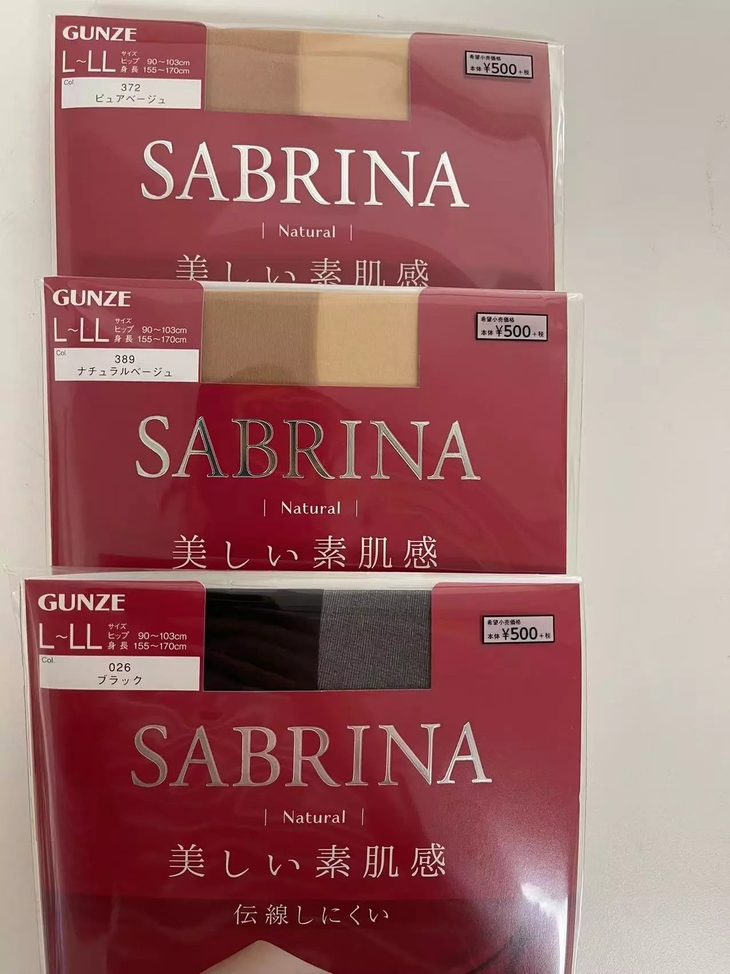 GUNZE
L~LL
サイズ
ヒップ 90~103cm
身長 155~170cm
Col.
372
ピュアベージュ
希望小売価格
本体 ¥500 +税
SABRINA
Natural
美しい素肌感
GUNZE
L~LL
サイズ
ヒップ 90~103cm
身長 155~170cm
Col.
389
ナチュラルベージュ
希望小売価格
本体 ¥500 +税
SABRINA
Natural
美しい素肌感
GUNZE
L~LL
サイズ
ヒップ 90~103cm
身長 155~170cm
Col.
026
ブラック
希望小売価格
本体 ¥500 +税
SABRINA
Natural
美しい素肌感
伝線しにくい